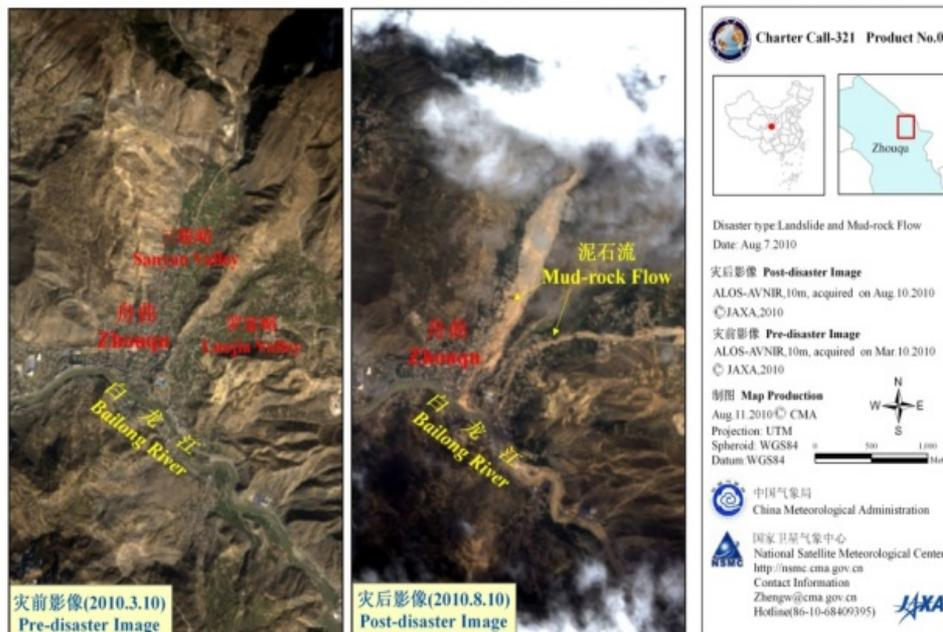 Sanyan Valley
舟曲
Zhouqu
Luojia Valley
白龙江
Bailong River
灾前影像(2010.3.10)
Pre-disaster Image
泥石流
Mud-rock Flow
舟曲
Zhouqu
白龙江
Bailong River
灾后影像(2010.8.10)
Post-disaster Image
Charter Call-321 Product No.0
Zhouqu
Disaster type:Landslide and Mud-rock Flow
Date: Aug.7.2010
灾后影像 Post-disaster Image
ALOS-AVNIR,10m, acquired on Aug.10.2010
©JAXA,2010
灾前影像 Pre-disaster Image
ALOS-AVNIR,10m, acquired on Mar.10.2010
© JAXA,2010
制图 Map Production
Aug.11.2010© CMA
Projection: UTM
Spheroid: WGS84
Datum:WGS84
N
W E
S
0 500 1,000
Met
中国气象局
China Meteorological Administration
国家卫星气象中心
National Satellite Meteorological Center
http://nsmc.cma.gov.cn
Contact Information
Zhengw@cma.gov.cn
Hotline(86-10-68409395)
NSMC
JAXA